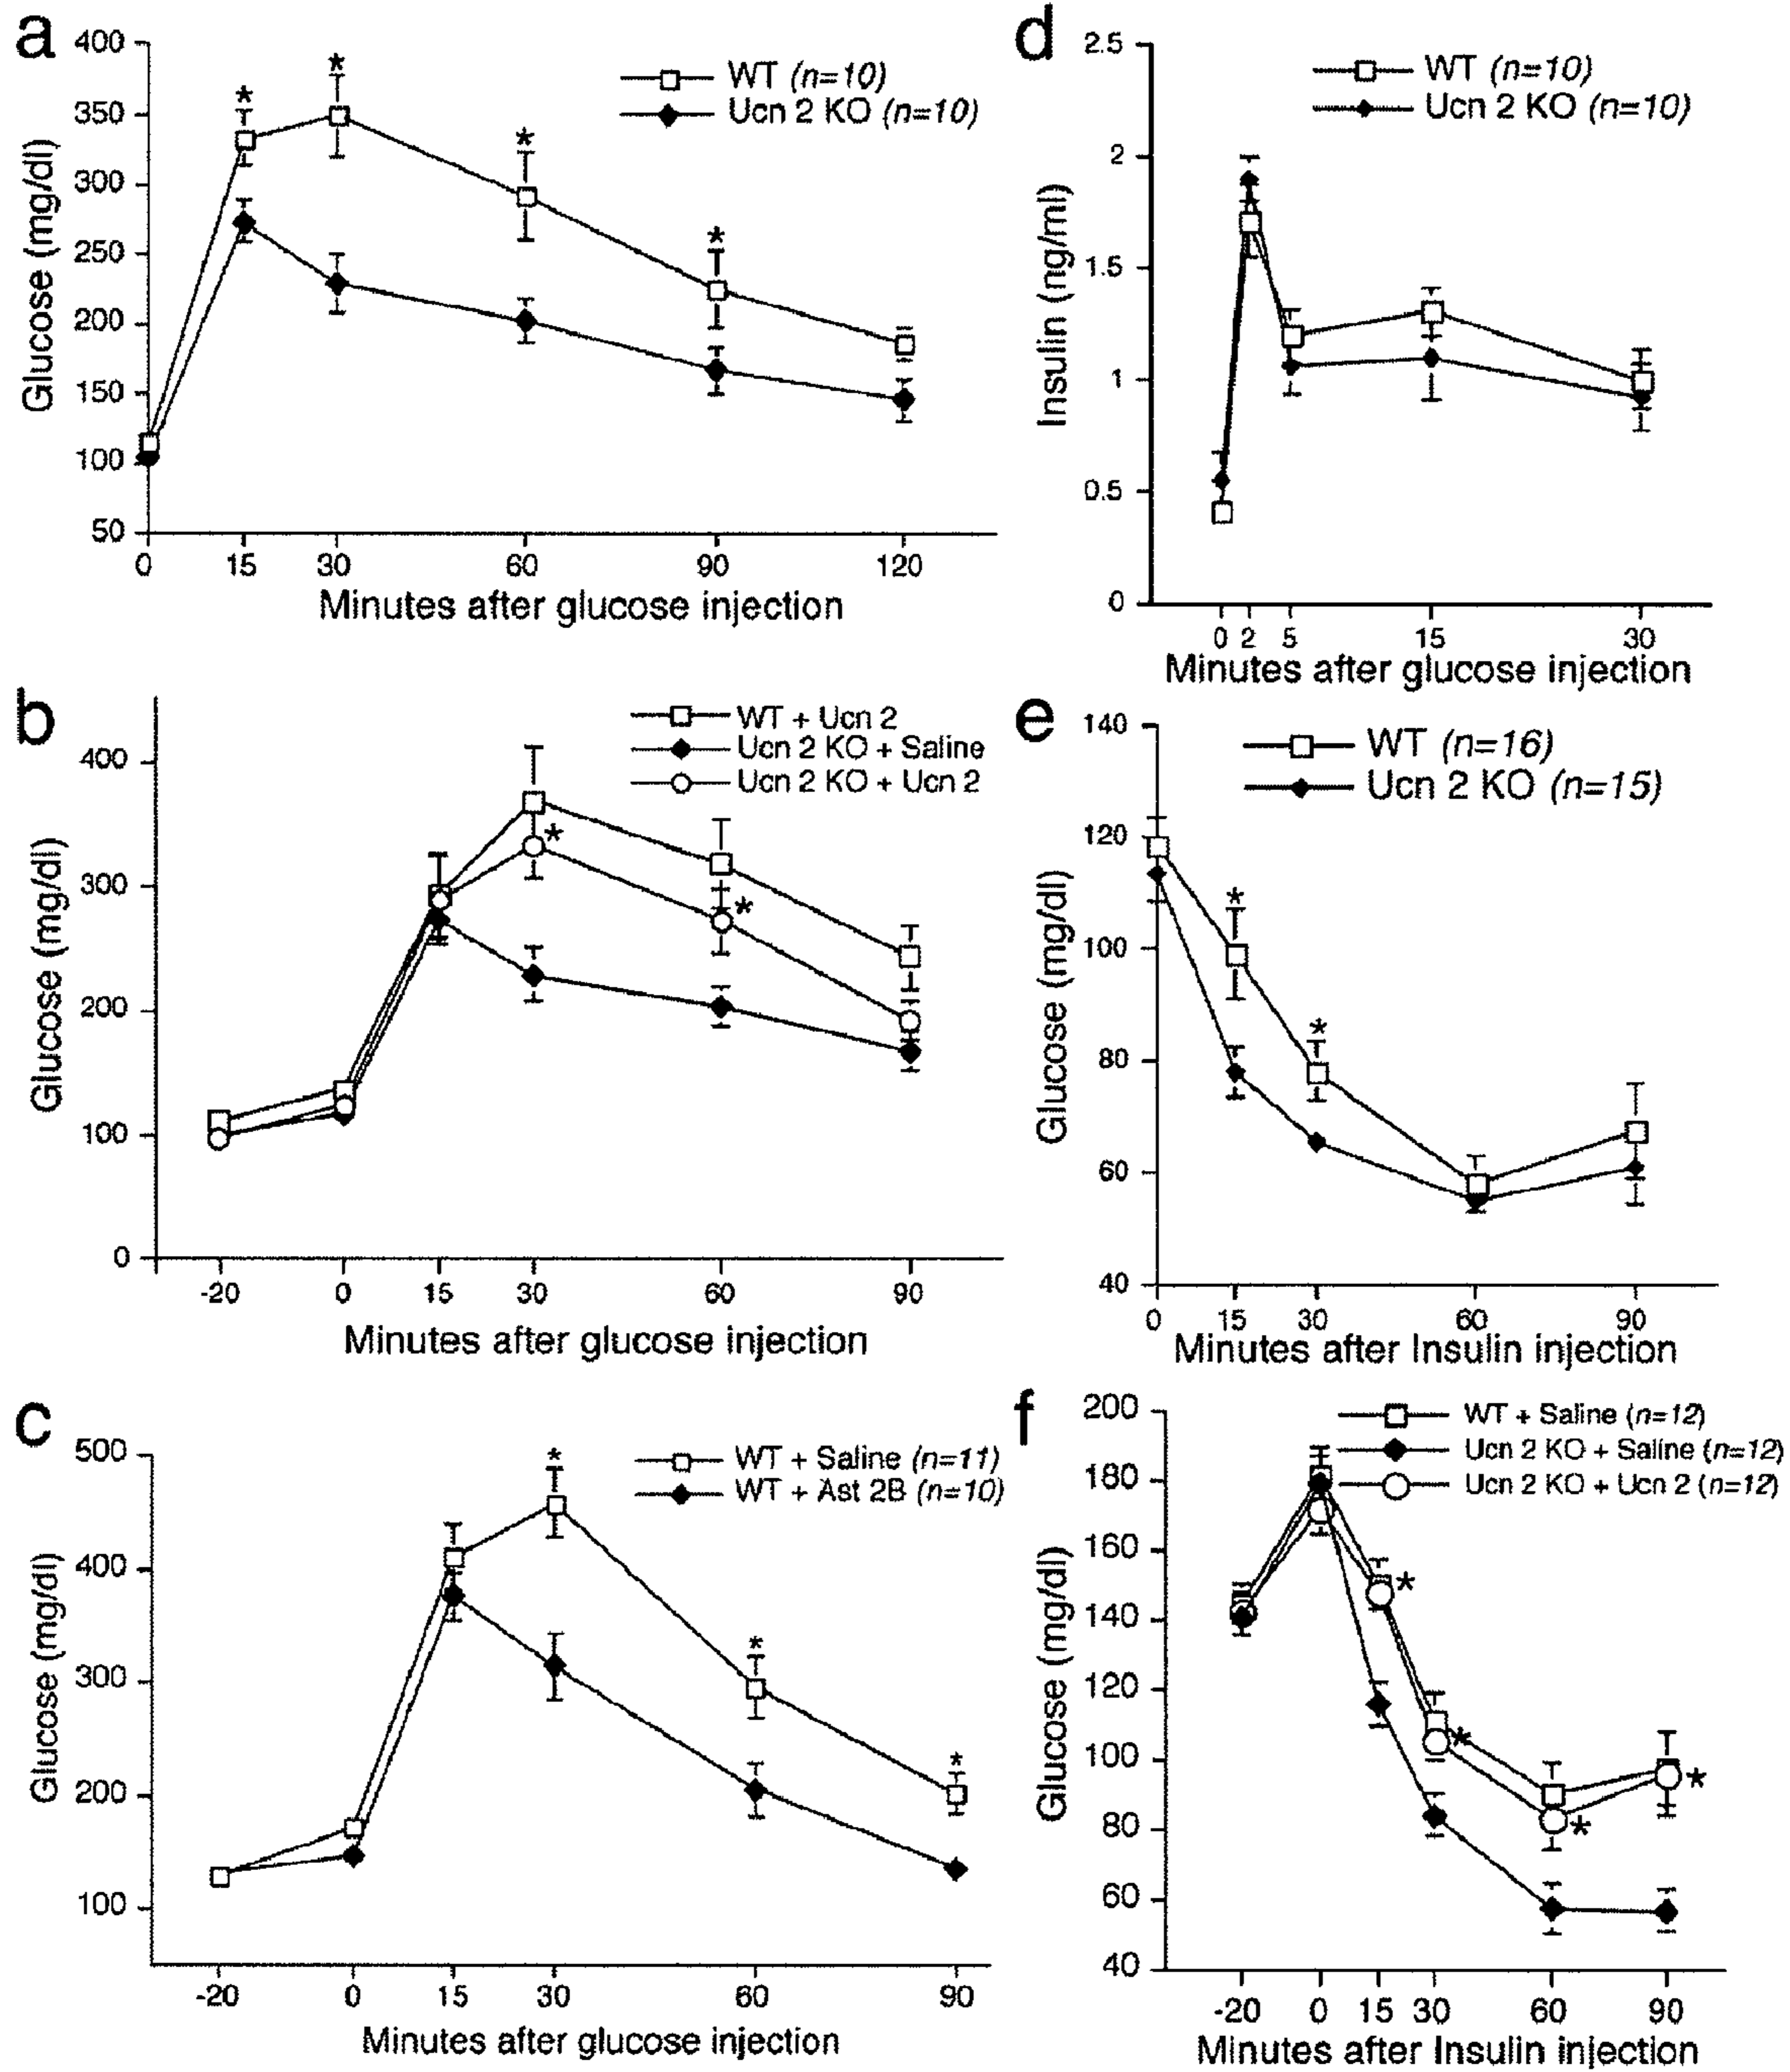 a
400
350
300
250
200
150
100
50
Glucose (mg/dl)
* * * *
WT (n=10)
Ucn 2 KO (n=10)
0 15 30 60 90 120
Minutes after glucose injection
b
400
300
200
100
0
Glucose (mg/dl)
WT + Ucn 2
Ucn 2 KO + Saline
Ucn 2 KO + Ucn 2
* *
-20 0 15 30 60 90
Minutes after glucose injection
c
500
400
300
200
100
Glucose (mg/dl)
WT + Saline (n=11)
WT + Ast 2B (n=10)
* * *
-20 0 15 30 60 90
Minutes after glucose injection
d
2.5
2
1.5
1
0.5
0
Insulin (ng/ml)
WT (n=10)
Ucn 2 KO (n=10)
0 2 5 15 30
Minutes after glucose injection
e
140
120
100
80
60
40
Glucose (mg/dl)
WT (n=16)
Ucn 2 KO (n=15)
* *
0 15 30 60 90
Minutes after Insulin injection
f
200
180
160
140
120
100
80
60
40
Glucose (mg/dl)
WT + Saline (n=12)
Ucn 2 KO + Saline (n=12)
Ucn 2 KO + Ucn 2 (n=12)
* * * *
-20 0 15 30 60 90
Minutes after Insulin injection